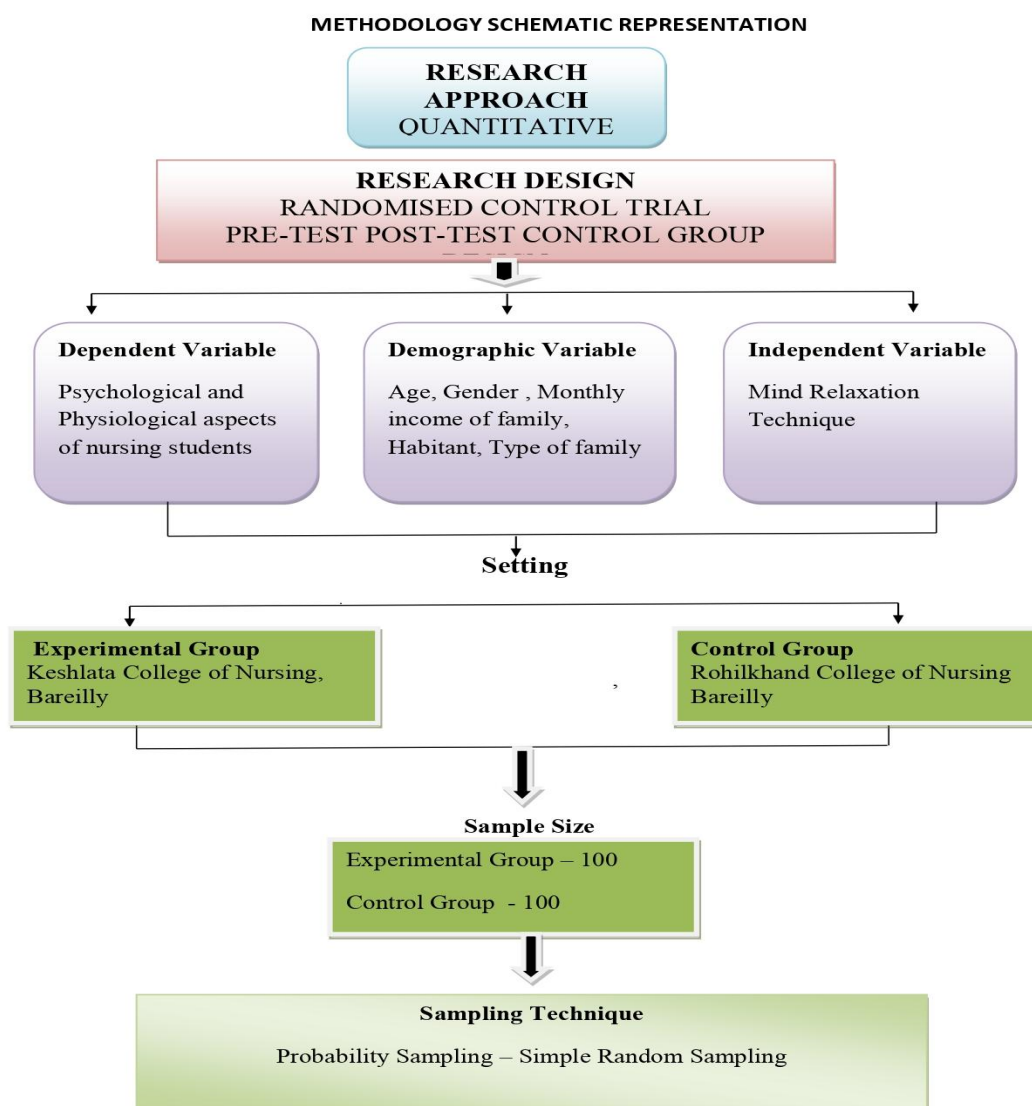 METHODOLOGY SCHEMATIC REPRESENTATION
RESEARCH
APPROACH
QUANTITATIVE
RESEARCH DESIGN
RANDOMISED CONTROL TRIAL
PRE-TEST POST-TEST CONTROL GROUP
Dependent Variable
Psychological and
Physiological aspects
of nursing students
Demographic Variable
Age, Gender , Monthly
income of family,
Habitant, Type of family
Independent Variable
Mind Relaxation
Technique
Setting
Experimental Group
Keshlata College of Nursing,
Bareilly
,
Control Group
Rohilkhand College of Nursing
Bareilly
Sample Size
Experimental Group – 100
Control Group - 100
Sampling Technique
Probability Sampling – Simple Random Sampling